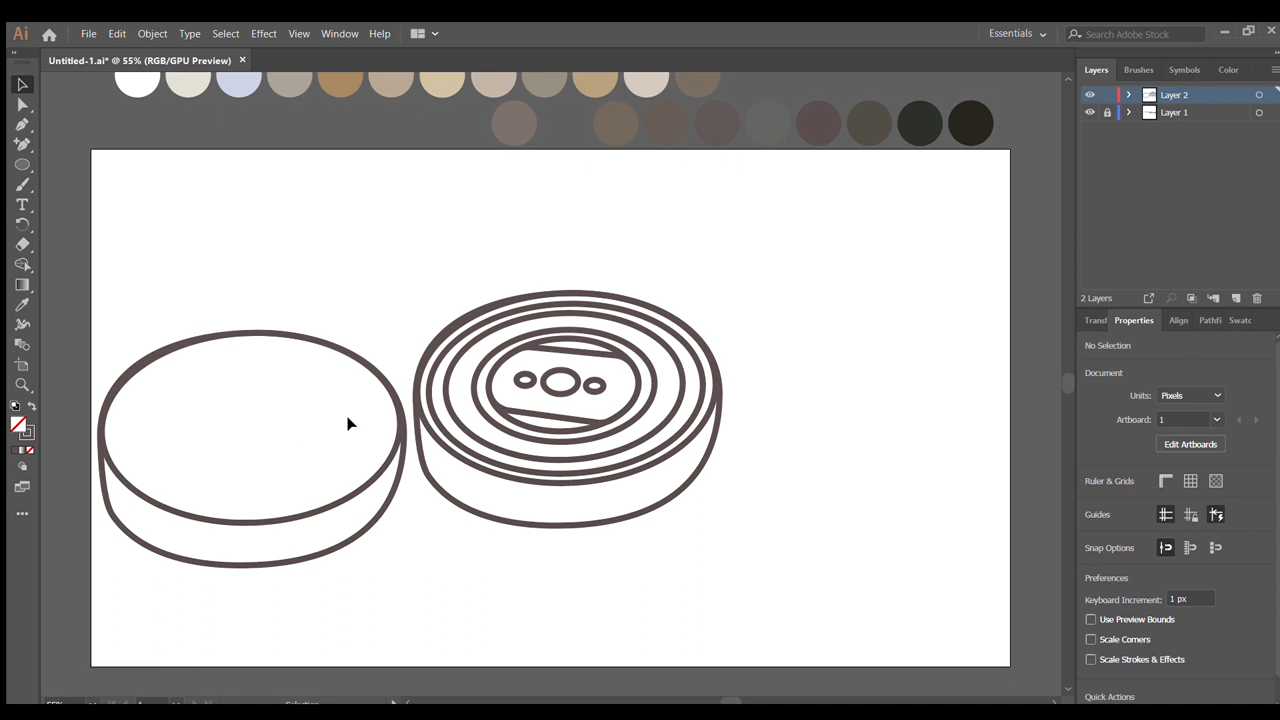 Ai File Edit Object Type Select Effect View Window Help Essentials Search Adobe Stock
Untitled-1.ai* @ 55% (RGB/GPU Preview) ×
Layers Brushes Symbols Color
Layer 2
Layer 1
2 Layers
Transf Properties Align Pathfi Swatc
No Selection
Document
Units: Pixels
Artboard: 1
Edit Artboards
Ruler & Grids
Guides
Snap Options
Preferences
Keyboard Increment: 1 px
Use Preview Bounds
Scale Corners
Scale Strokes & Effects
Quick Actions